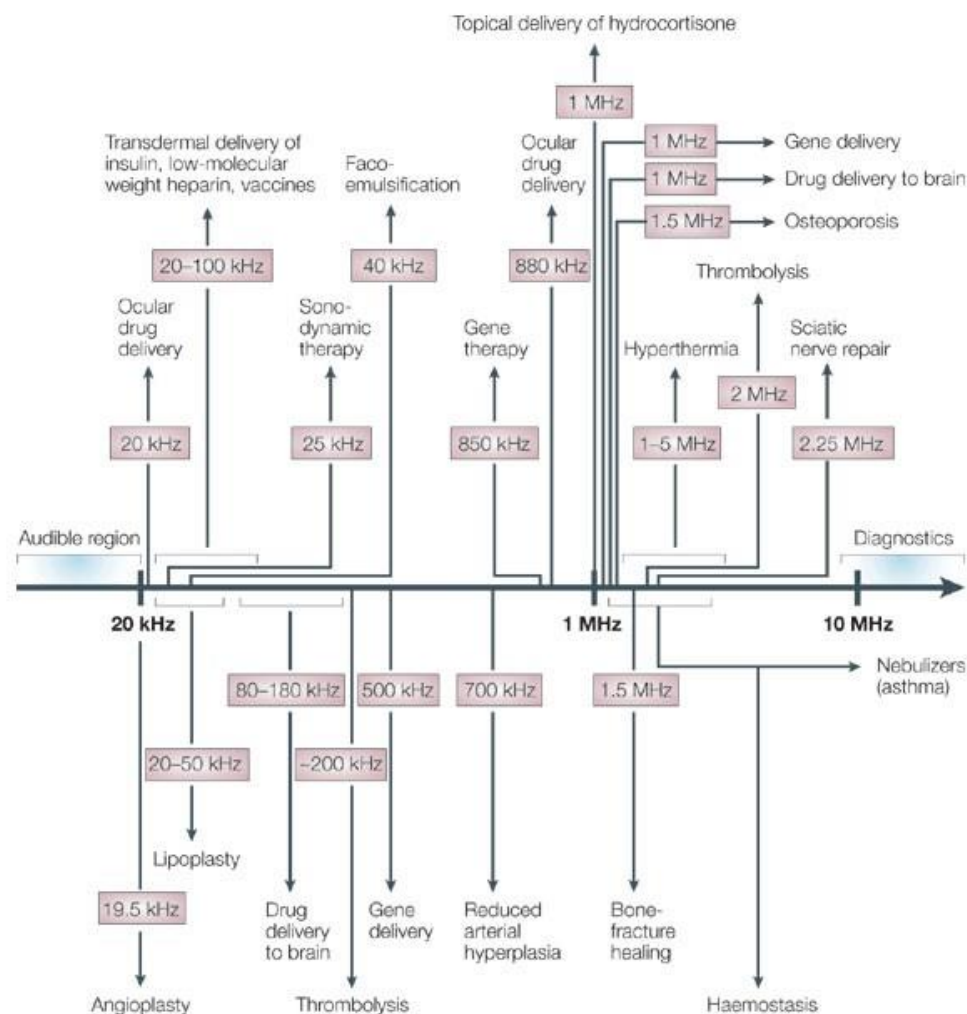 Topical delivery of hydrocortisone
1 MHz
Transdermal delivery of
insulin, low-molecular
weight heparin, vaccines
Faco-
emulsification
Ocular
drug
delivery
1 MHz
Gene delivery
1 MHz
Drug delivery to brain
1.5 MHz
Osteoporosis
20–100 kHz
40 kHz
880 kHz
Thrombolysis
Ocular
drug
delivery
Sono-
dynamic
therapy
Gene
therapy
Hyperthermia
Sciatic
nerve repair
2 MHz
20 kHz
25 kHz
850 kHz
1–5 MHz
2.25 MHz
Audible region
Diagnostics
20 kHz
1 MHz
10 MHz
80–180 kHz
500 kHz
700 kHz
1.5 MHz
Nebulizers
(asthma)
20–50 kHz
~200 kHz
Lipoplasty
19.5 kHz
Drug
delivery
to brain
Gene
delivery
Reduced
arterial
hyperplasia
Bone-
fracture
healing
Angioplasty
Thrombolysis
Haemostasis